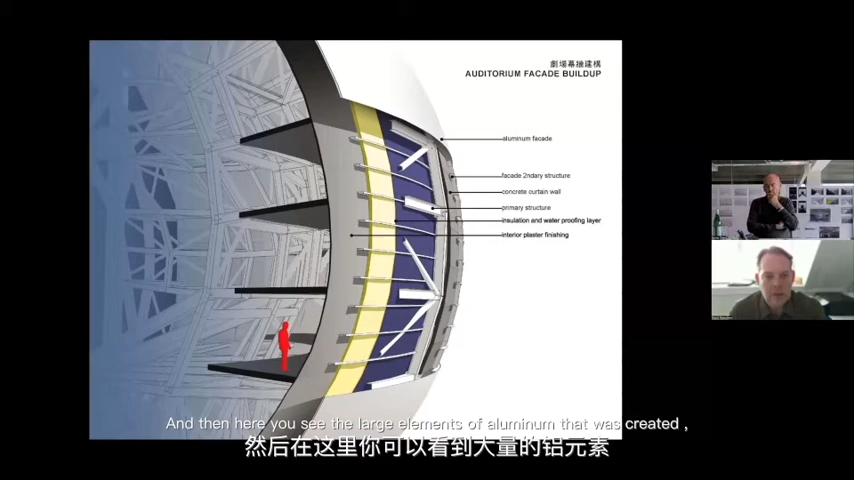 劇場幕牆建構
AUDITORIUM FACADE BUILDUP
aluminum facade
facade 2ndary structure
concrete curtain wall
primary structure
insulation and water proofing layer
interior plaster finishing
And then here you see the large elements of aluminum that was created ,
然后在这里你可以看到大量的铝元素